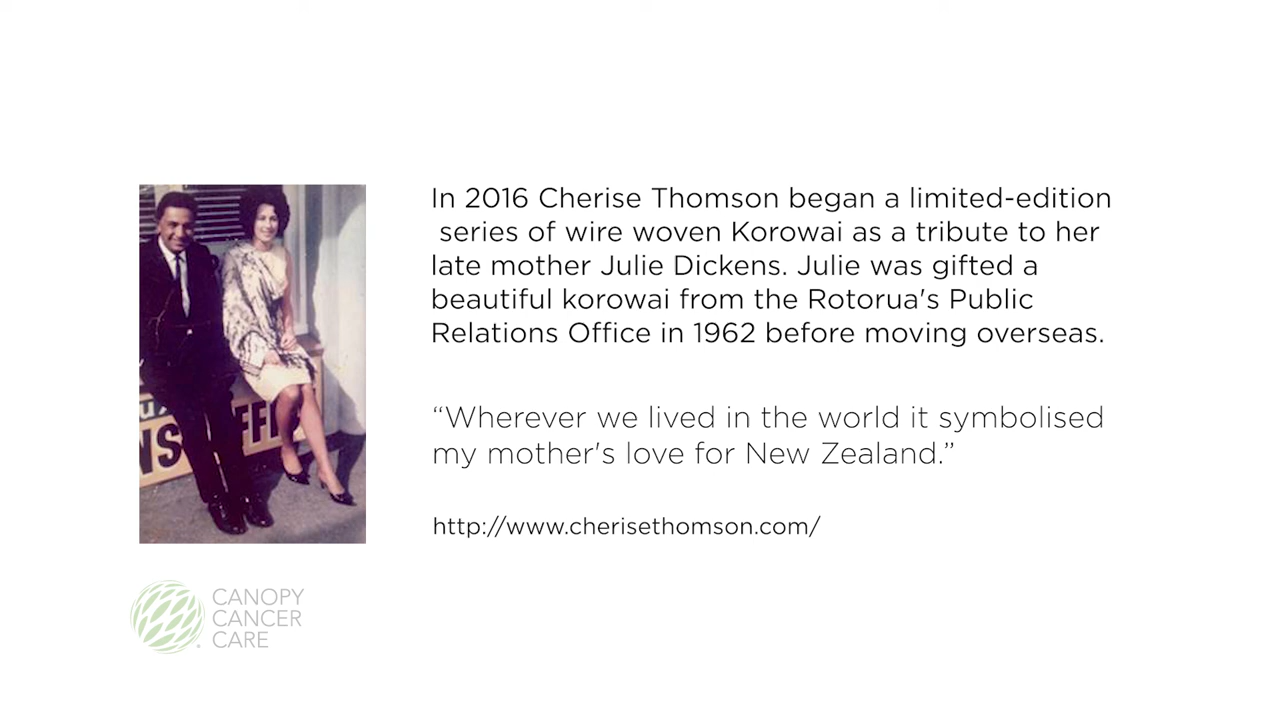 In 2016 Cherise Thomson began a limited-edition
series of wire woven Korowai as a tribute to her
late mother Julie Dickens. Julie was gifted a
beautiful korowai from the Rotorua's Public
Relations Office in 1962 before moving overseas.
“Wherever we lived in the world it symbolised
my mother's love for New Zealand.”
http://www.cherisethomson.com/
CANOPY
CANCER
CARE